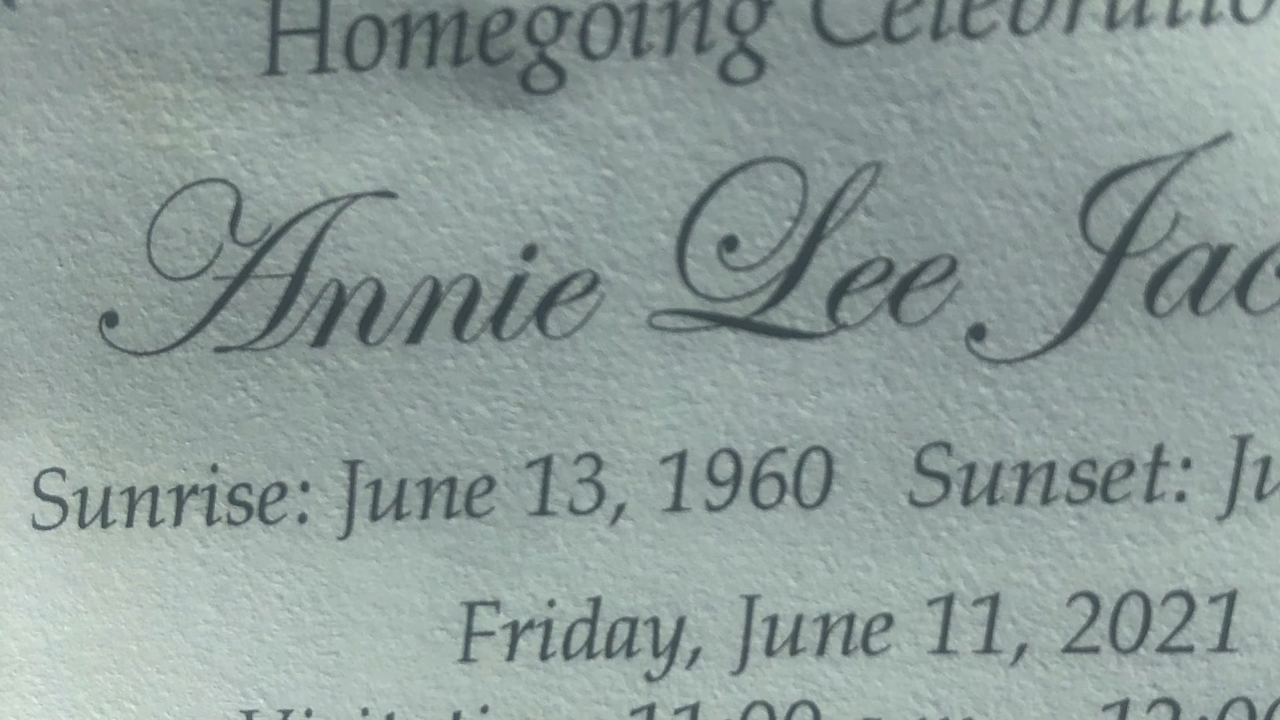 Homegoing
Annie Lee
Sunrise: June 13, 1960 Sunset:
Friday, June 11, 2021